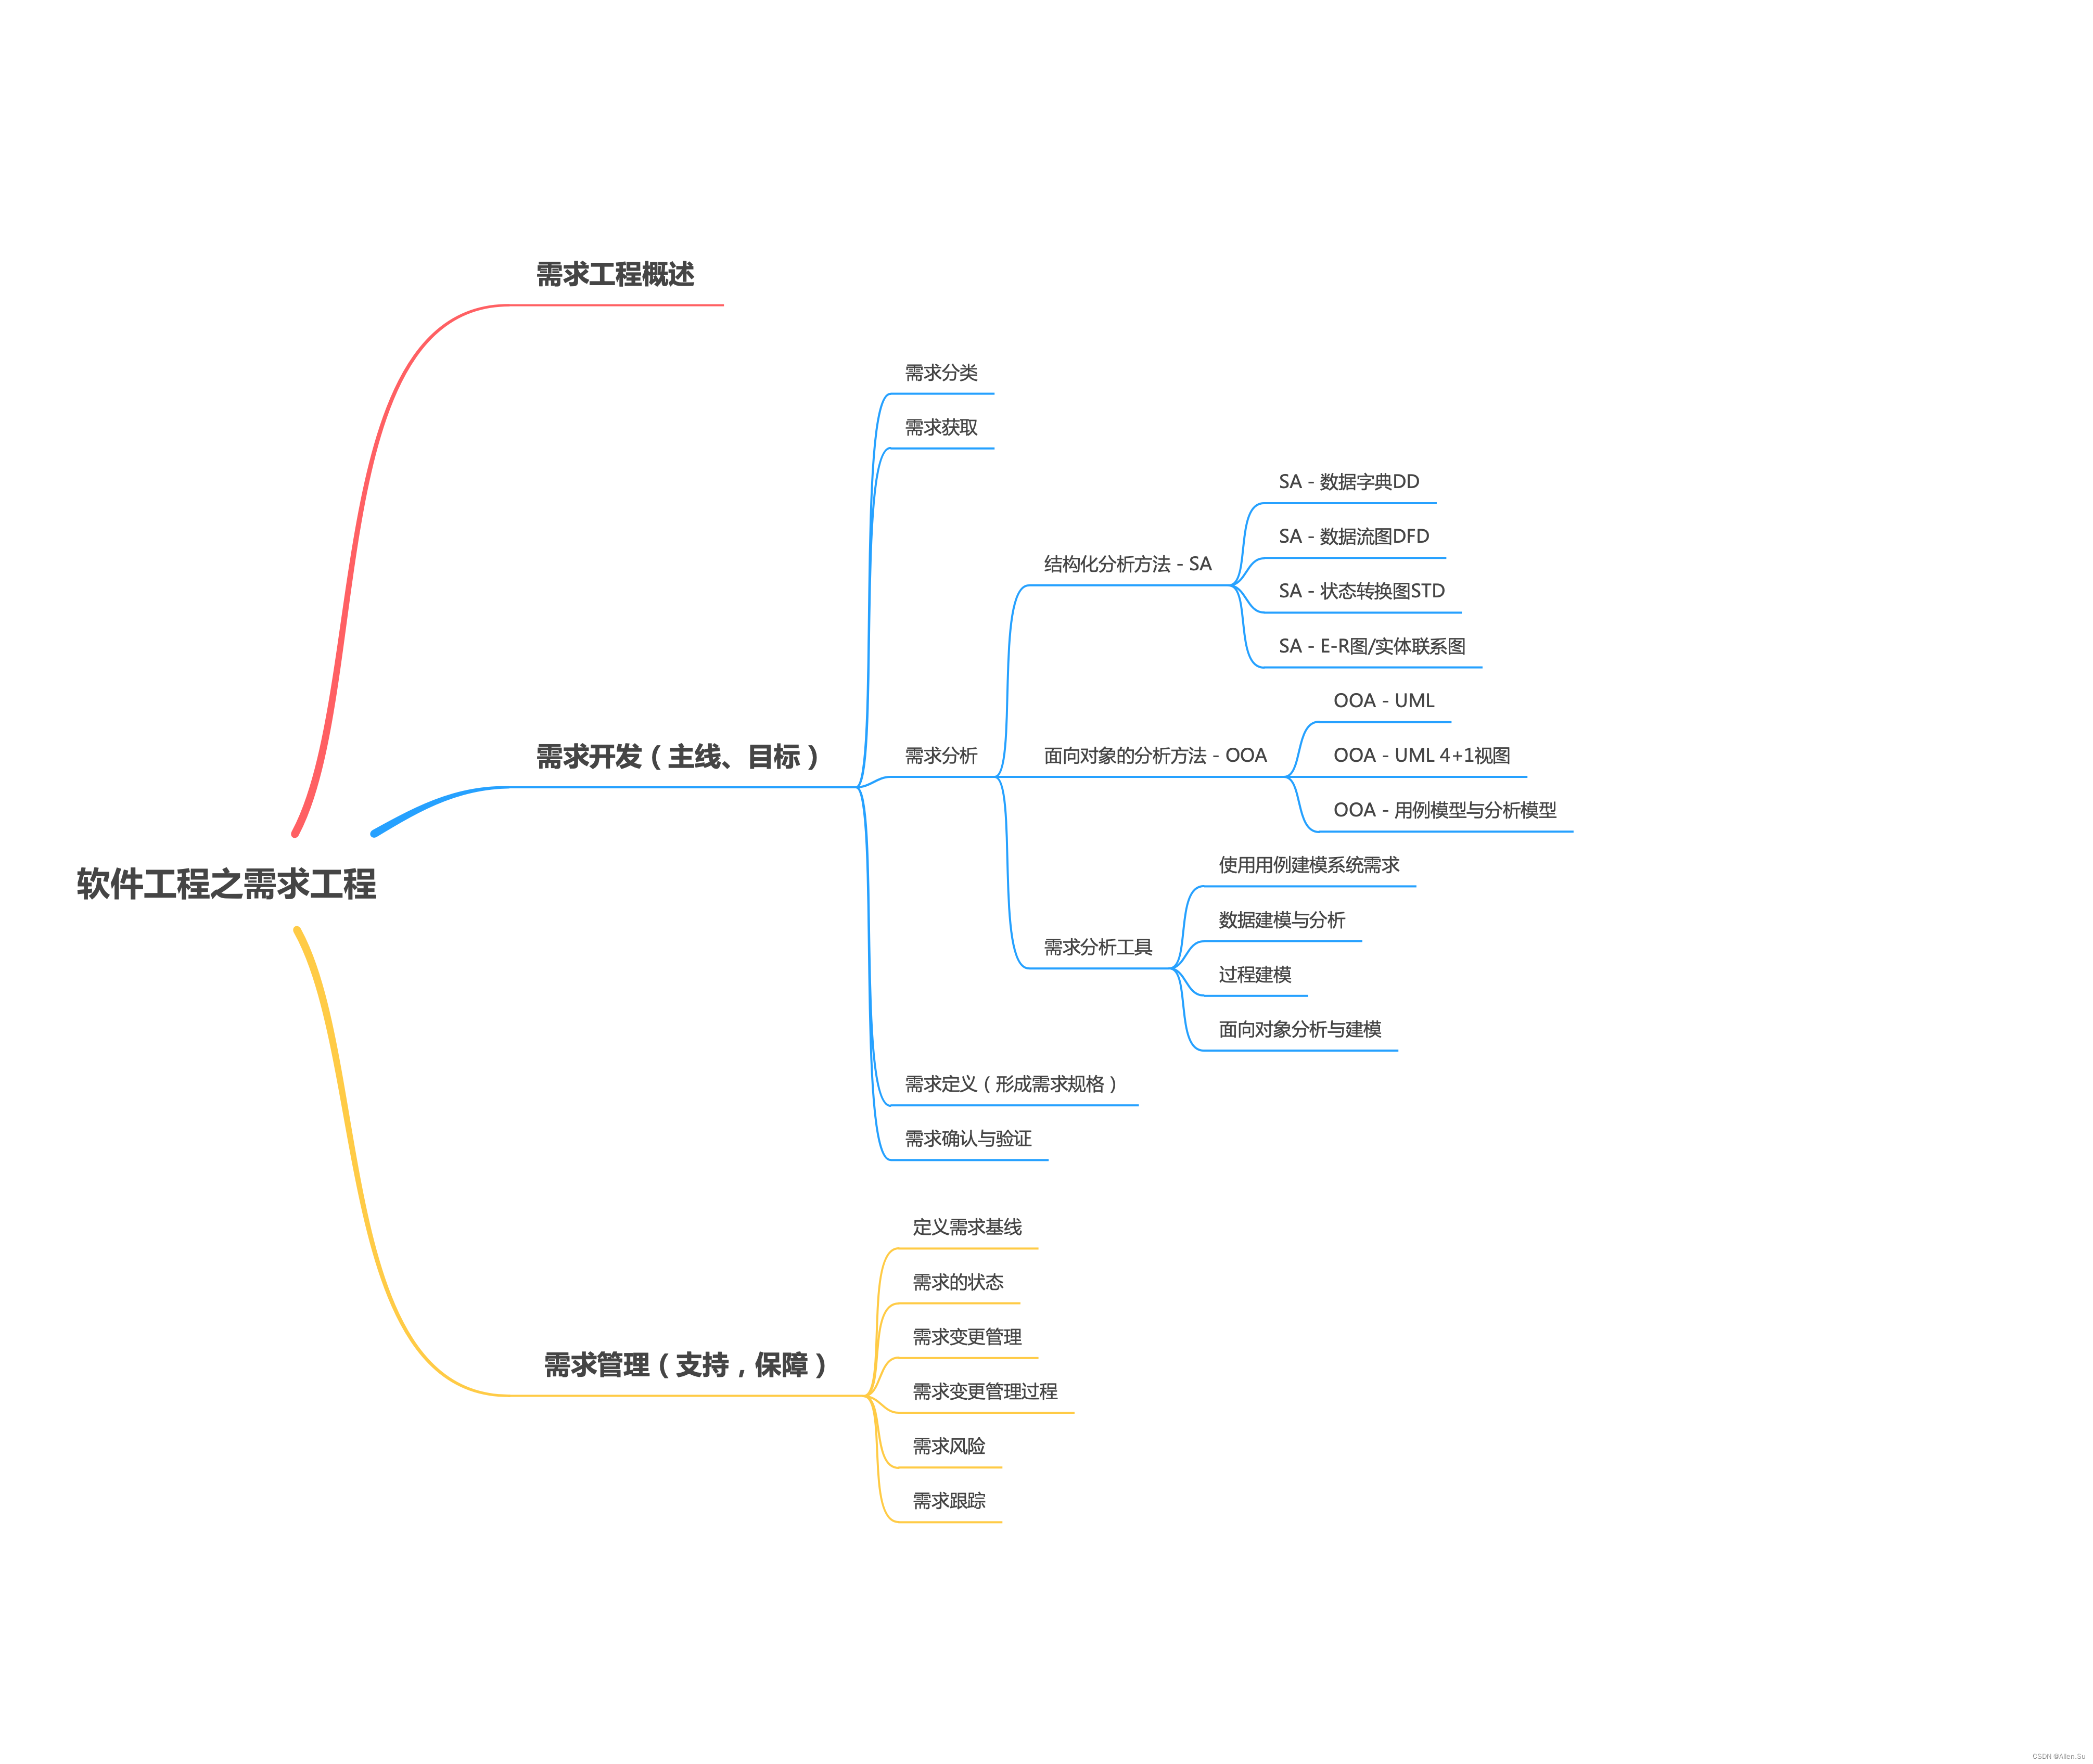 需求工程概述
需求分类
需求获取
SA - 数据字典DD
SA - 数据流图DFD
结构化分析方法 - SA
SA - 状态转换图STD
SA - E-R图/实体联系图
OOA - UML
需求开发（主线、目标）
需求分析
面向对象的分析方法 - OOA
OOA - UML 4+1视图
OOA - 用例模型与分析模型
使用用例建模系统需求
软件工程之需求工程
数据建模与分析
需求分析工具
过程建模
面向对象分析与建模
需求定义（形成需求规格）
需求确认与验证
定义需求基线
需求的状态
需求变更管理
需求管理（支持，保障）
需求变更管理过程
需求风险
需求跟踪
CSDN @Allen_Su